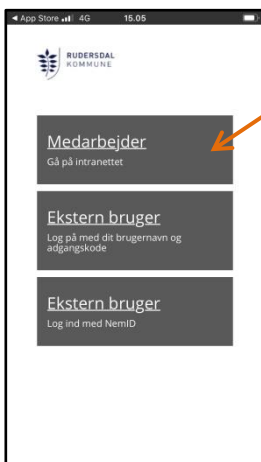 App Store 4G 15.05
RUDERSDAL
KOMMUNE
Medarbejder
Gå på intranettet
Ekstern bruger
Log på med dit brugernavn og
adgangskode
Ekstern bruger
Log ind med NemID